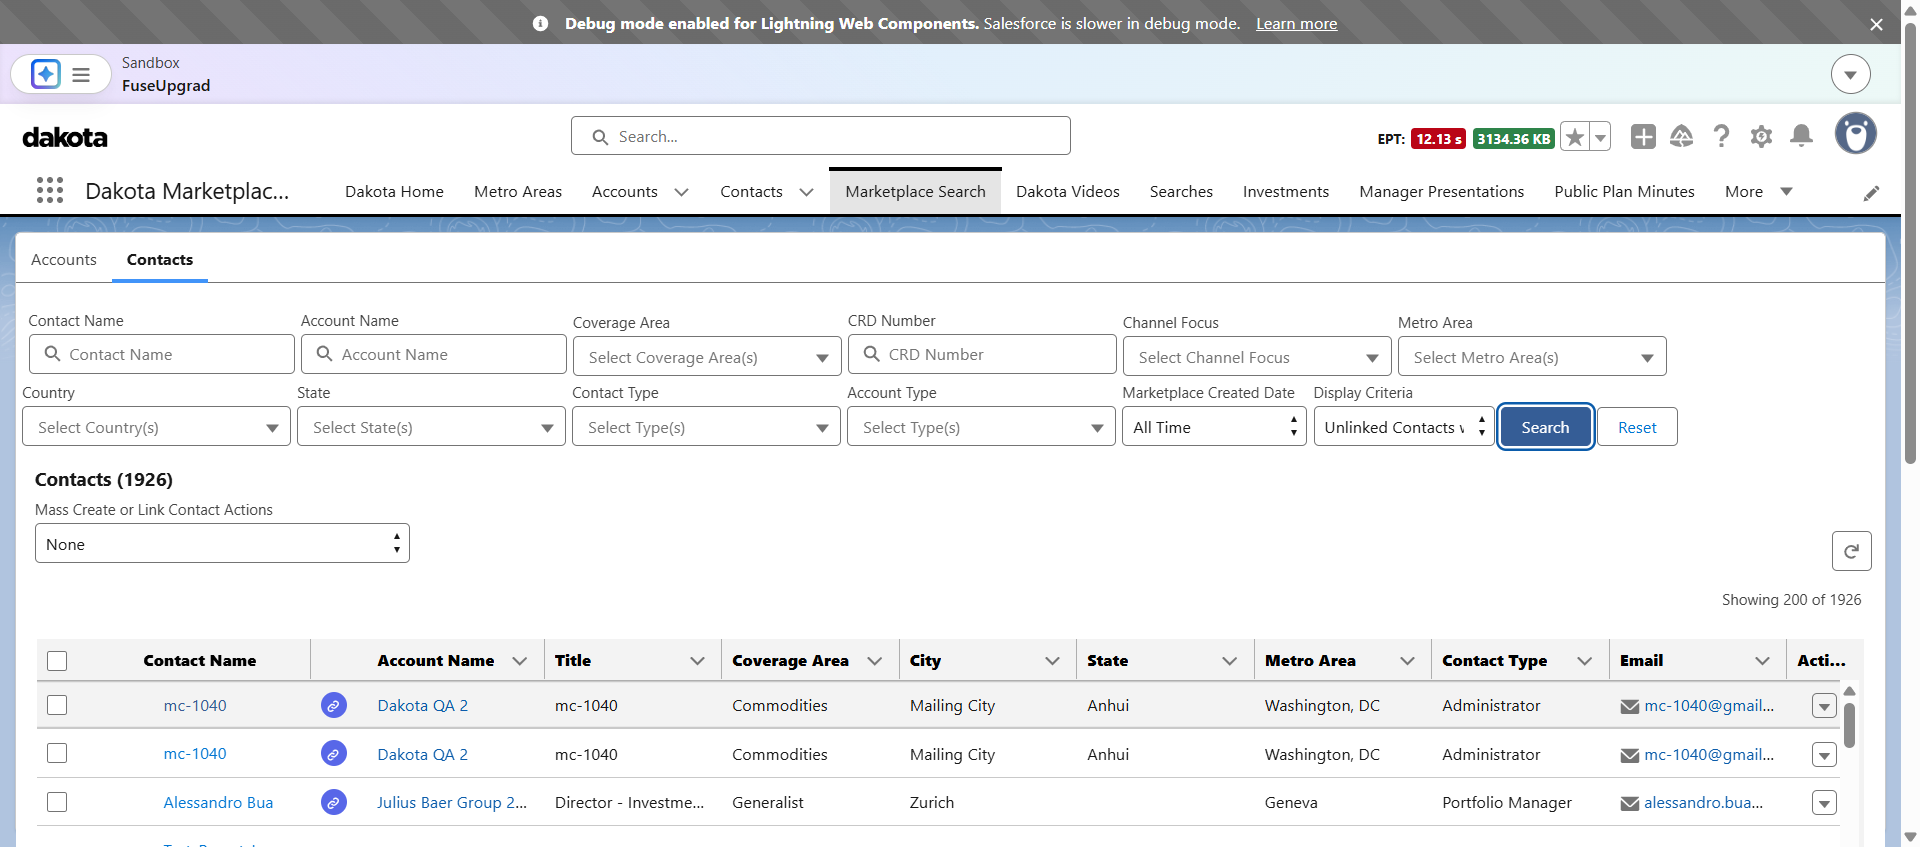 Debug mode enabled for Lightning Web Components. Salesforce is slower in debug mode. Learn more
Sandbox
FuseUpgrad
dakota
Search...
EPT: 12.13 s 3134.36 KB
Dakota Marketplac...
Dakota Home
Metro Areas
Accounts
Contacts
Marketplace Search
Dakota Videos
Searches
Investments
Manager Presentations
Public Plan Minutes
More
Accounts
Contacts
Contact Name
Account Name
Coverage Area
CRD Number
Channel Focus
Metro Area
Contact Name
Account Name
Select Coverage Area(s)
CRD Number
Select Channel Focus
Select Metro Area(s)
Country
State
Contact Type
Account Type
Marketplace Created Date
Display Criteria
Select Country(s)
Select State(s)
Select Type(s)
Select Type(s)
All Time
Unlinked Contacts
Search
Reset
Contacts (1926)
Mass Create or Link Contact Actions
None
Showing 200 of 1926
Contact Name Account Name Title Coverage Area City State Metro Area Contact Type Email Acti...
mc-1040 Dakota QA 2 mc-1040 Commodities Mailing City Anhui Washington, DC Administrator mc-1040@gmail...
mc-1040 Dakota QA 2 mc-1040 Commodities Mailing City Anhui Washington, DC Administrator mc-1040@gmail...
Alessandro Bua Julius Baer Group 2... Director - Investme... Generalist Zurich Geneva Portfolio Manager alessandro.bua...